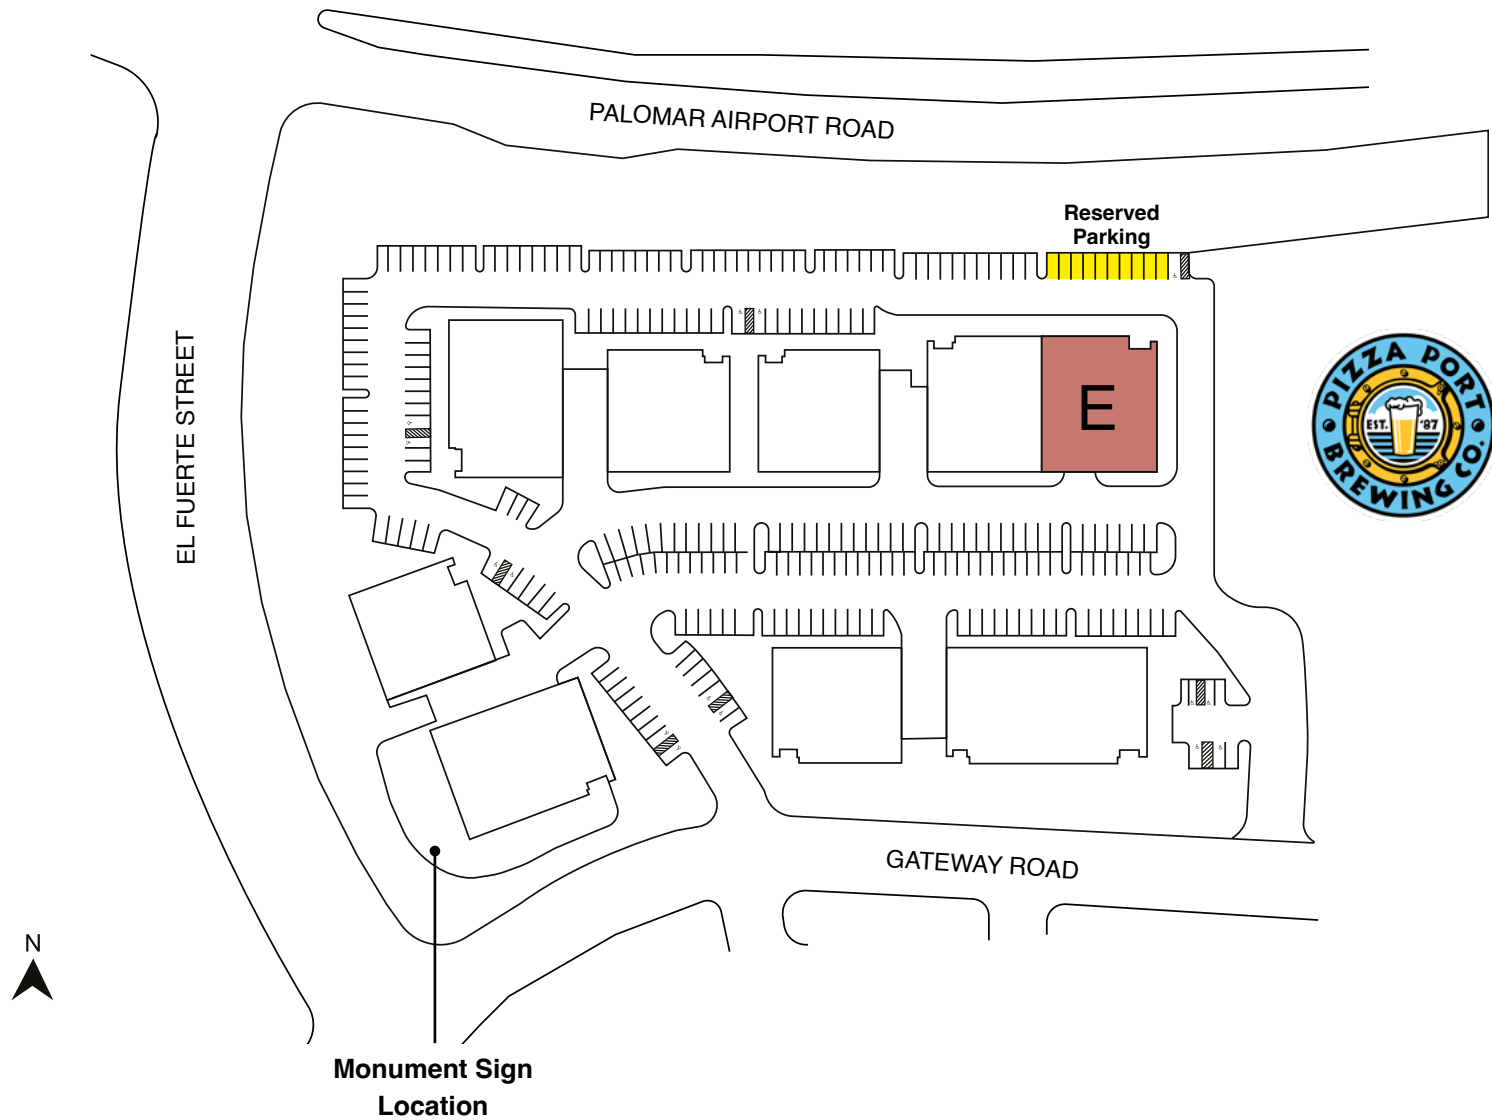 PALOMAR AIRPORT ROAD
Reserved
Parking
EL FUERTE STREET
E
PIZZA PORT
EST. '87
BREWING CO.
GATEWAY ROAD
N
Monument Sign
Location